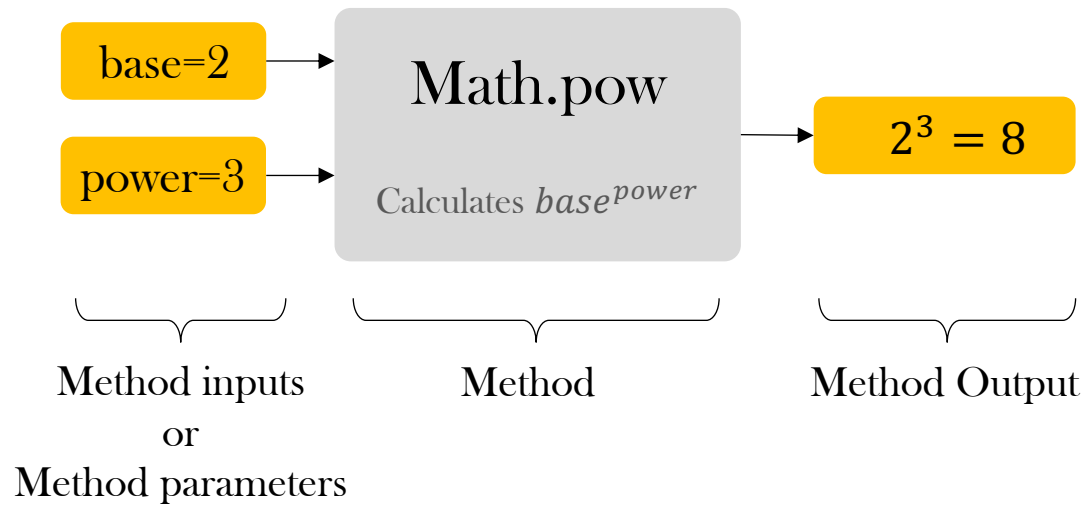 base=2
power=3
Math.pow
Calculates base^power
2³ = 8
Method inputs
or
Method parameters
Method
Method Output